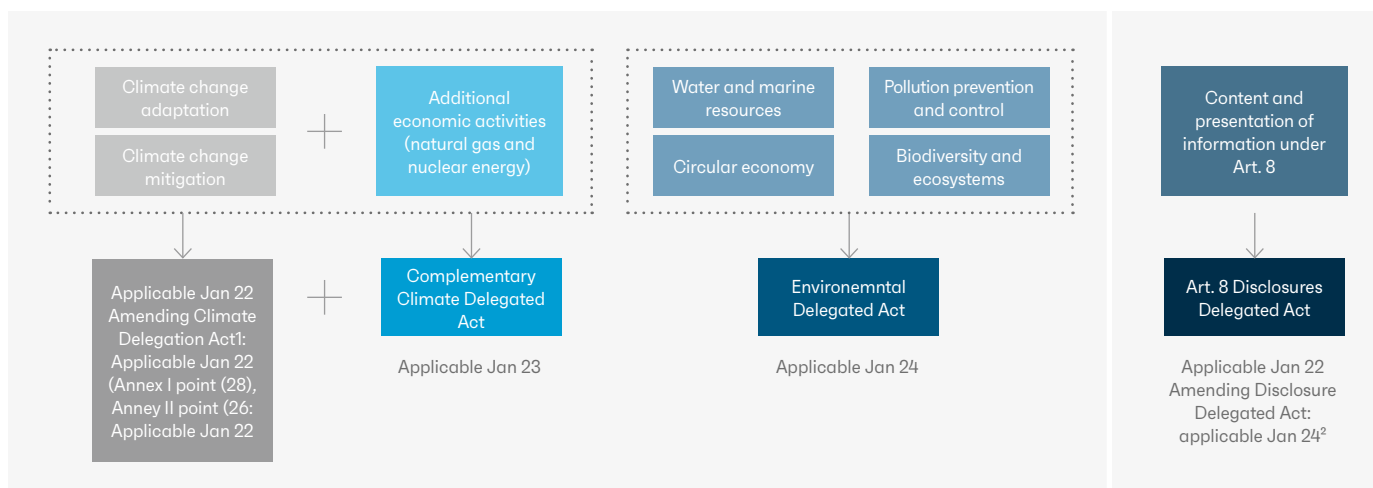 Climate change
adaptation
Climate change
mitigation
Additional
economic activities
(natural gas and
nuclear energy)
Water and marine
resources
Pollution prevention
and control
Circular economy
Biodiversity and
ecosystems
Content and
presentation of
information under
Art. 8
Applicable Jan 22
Amending Climate
Delegation Act1:
Applicable Jan 22
(Annex I point (28),
Anney II point (26:
Applicable Jan 22
Complementary
Climate Delegated
Act
Applicable Jan 23
Environemntal
Delegated Act
Applicable Jan 24
Art. 8 Disclosures
Delegated Act
Applicable Jan 22
Amending Disclosure
Delegated Act:
applicable Jan 24²